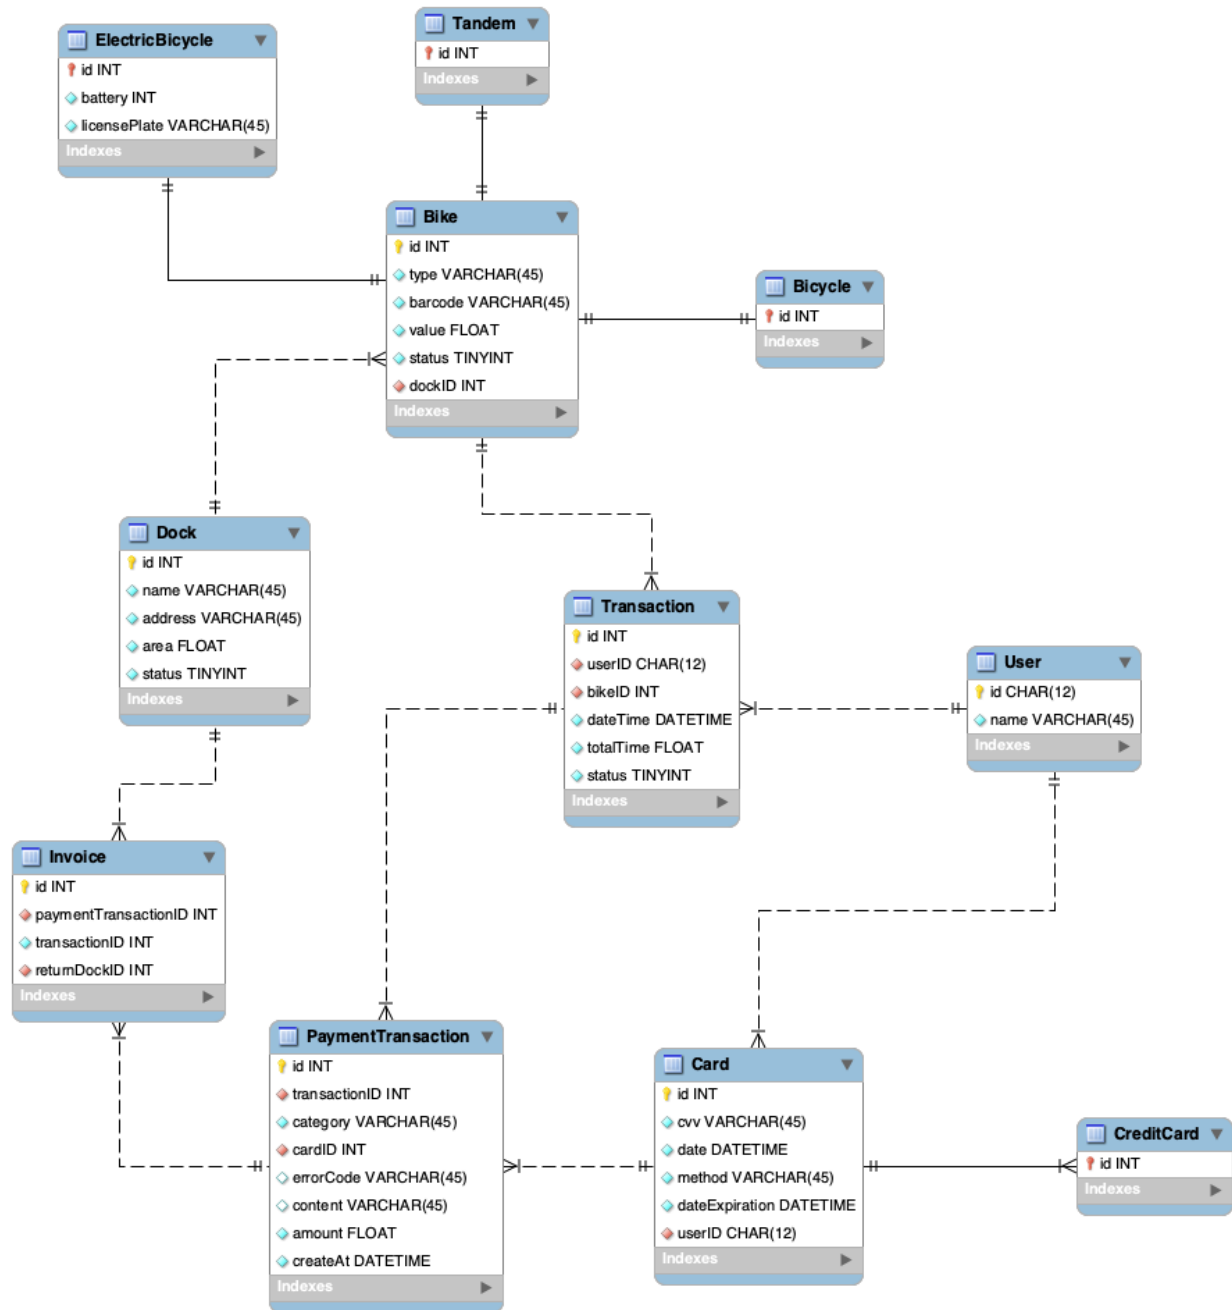 ElectricBicycle
id INT
battery INT
licensePlate VARCHAR(45)
Indexes
Tandem
id INT
Indexes
Bike
id INT
type VARCHAR(45)
barcode VARCHAR(45)
value FLOAT
status TINYINT
dockID INT
Indexes
Bicycle
id INT
Indexes
Dock
id INT
name VARCHAR(45)
address VARCHAR(45)
area FLOAT
status TINYINT
Indexes
Transaction
id INT
userID CHAR(12)
bikeID INT
dateTime DATETIME
totalTime FLOAT
status TINYINT
Indexes
User
id CHAR(12)
name VARCHAR(45)
Indexes
Invoice
id INT
paymentTransactionID INT
transactionID INT
returnDockID INT
Indexes
PaymentTransaction
id INT
transactionID INT
category VARCHAR(45)
cardID INT
errorCode VARCHAR(45)
content VARCHAR(45)
amount FLOAT
createAt DATETIME
Indexes
Card
id INT
cvv VARCHAR(45)
date DATETIME
method VARCHAR(45)
dateExpiration DATETIME
userID CHAR(12)
Indexes
CreditCard
id INT
Indexes